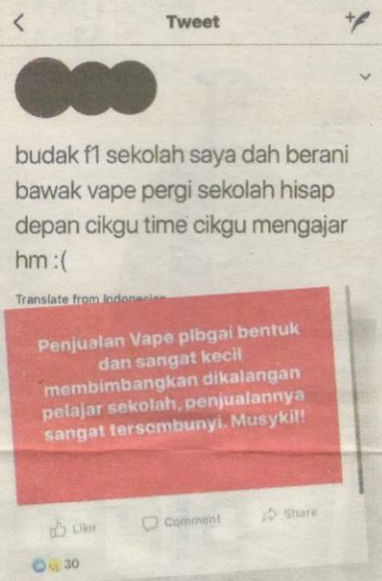 Tweet
budak f1 sekolah saya dah berani
bawak vape pergi sekolah hisap
depan cikgu time cikgu mengajar
hm :(
Translate from Indonesian
Penjualan Vape plbgai bentuk
dan sangat kecil
membimbangkan dikalangan
pelajar sekolah, penjualannya
sangat tersembunyi. Musykil!
Like Comment Share
30